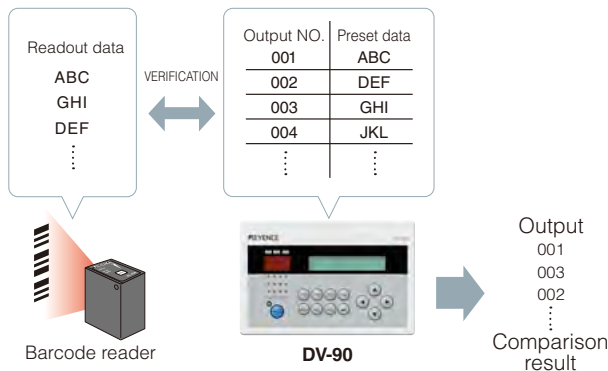 Readout data
ABC
GHI
DEF
VERIFICATION
Output NO. Preset data
001 ABC
002 DEF
003 GHI
004 JKL
KEYENCE
Barcode reader
DV-90
Output
001
003
002
Comparison
result